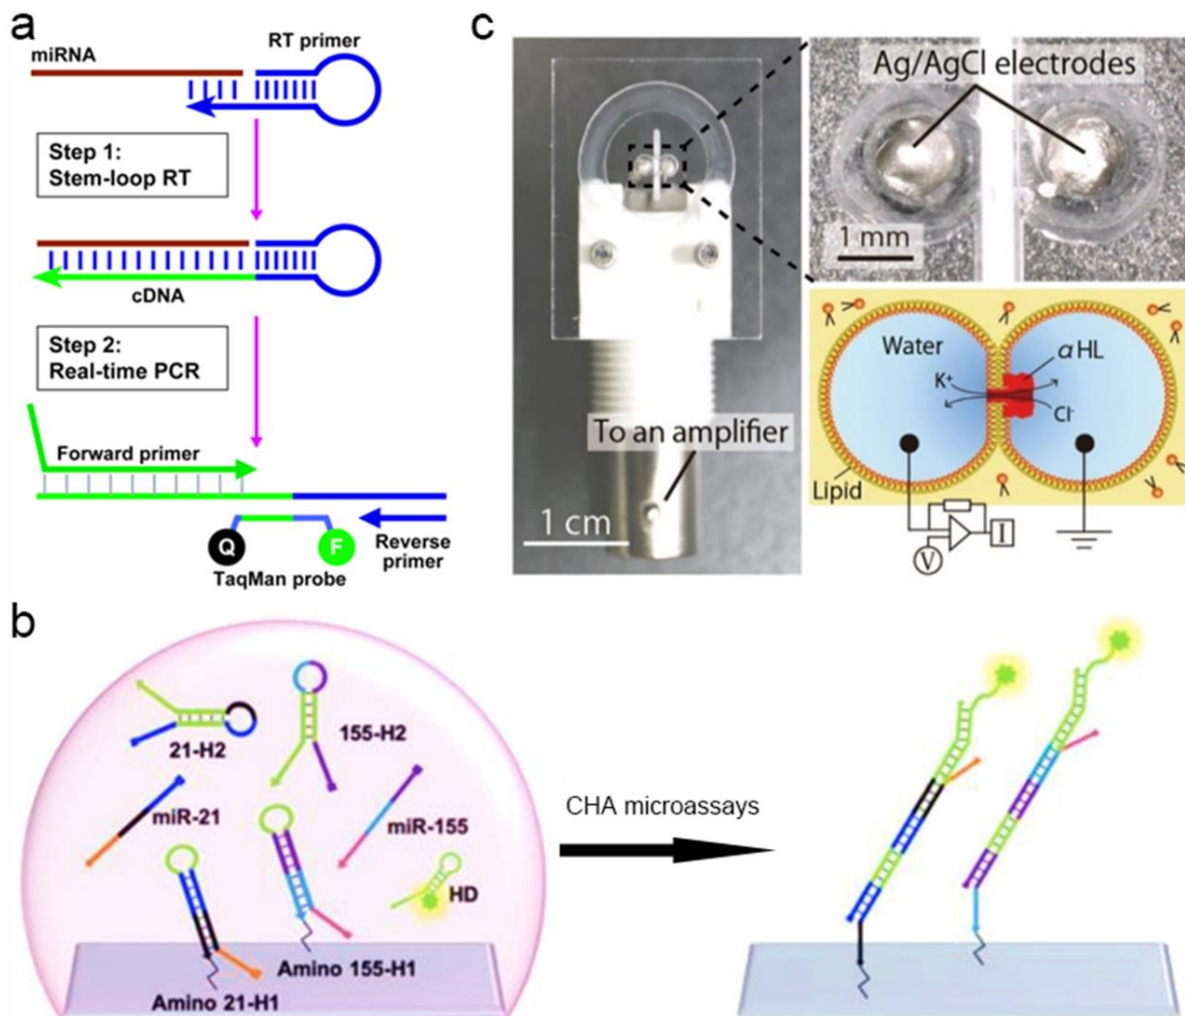 a
miRNA
RT primer
Step 1:
Stem-loop RT
cDNA
Step 2:
Real-time PCR
Forward primer
Q
F
Reverse
primer
TaqMan probe
c
Ag/AgCl electrodes
1 mm
To an amplifier
1 cm
Water
αHL
K⁺
Cl⁻
Lipid
V
I
b
21-H2
155-H2
miR-21
miR-155
HD
Amino 155-H1
Amino 21-H1
CHA microassays